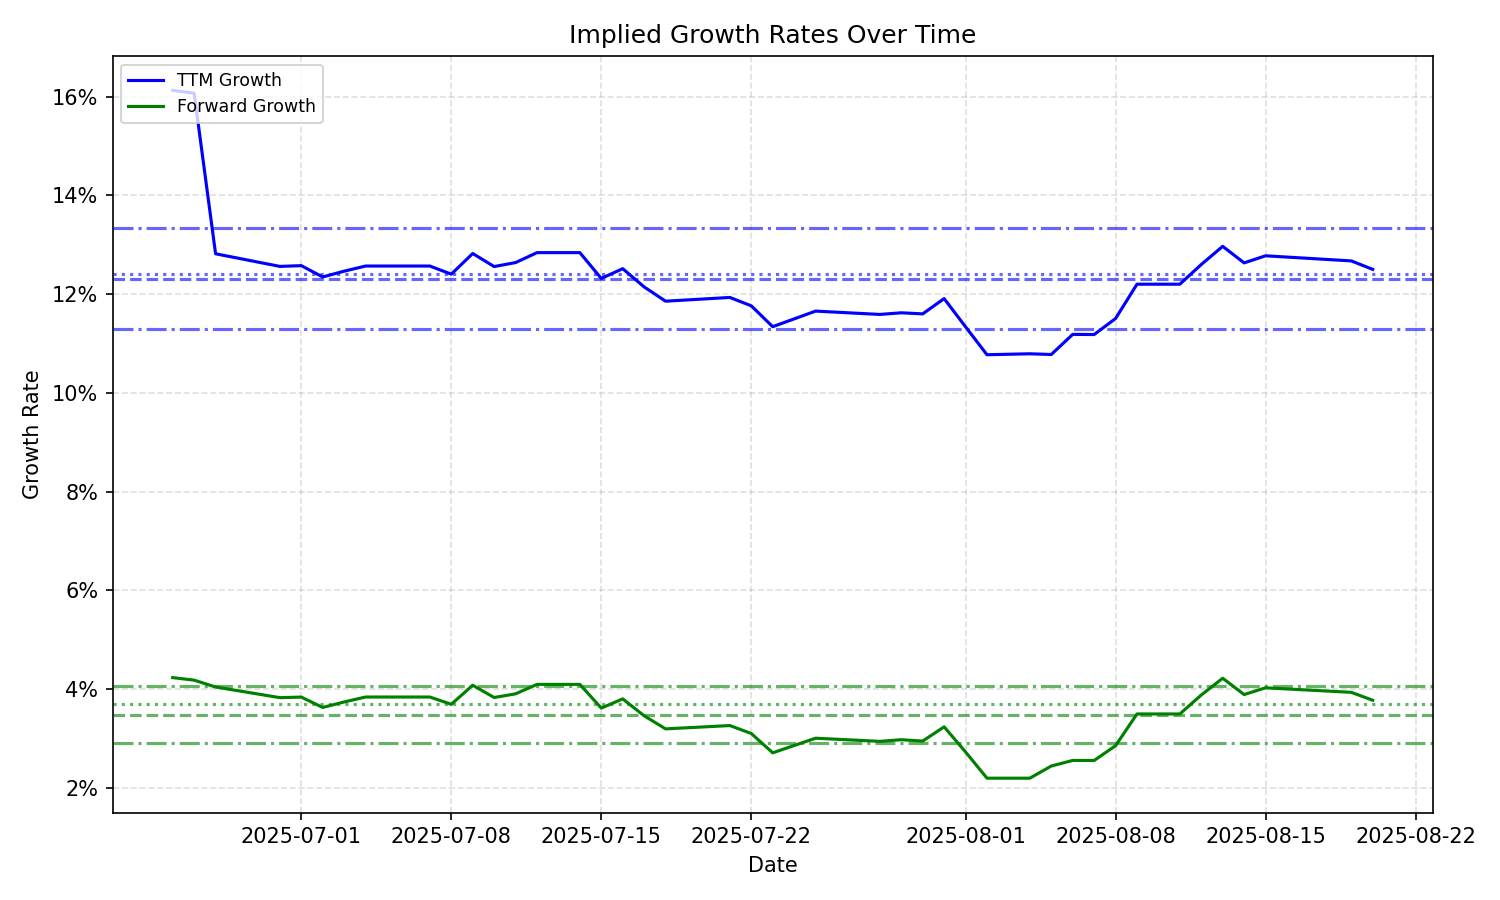 Implied Growth Rates Over Time
TTM Growth
Forward Growth
16%
14%
12%
10%
8%
6%
4%
2%
Growth Rate
2025-07-01 2025-07-08 2025-07-15 2025-07-22 2025-08-01 2025-08-08 2025-08-15 2025-08-22
Date